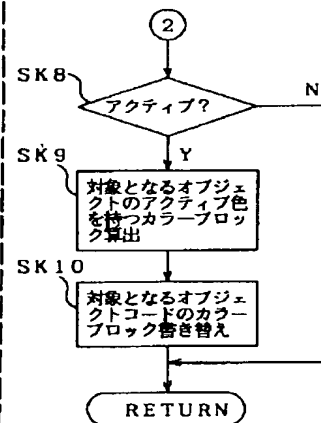 2
SK8
アクティブ?
N
Y
SK9
対象となるオブジェ
クトのアクティブ色
を持つカラーブロッ
ク算出
SK10
対象となるオブジェ
クトコードのカラー
ブロック書き替え
RETURN